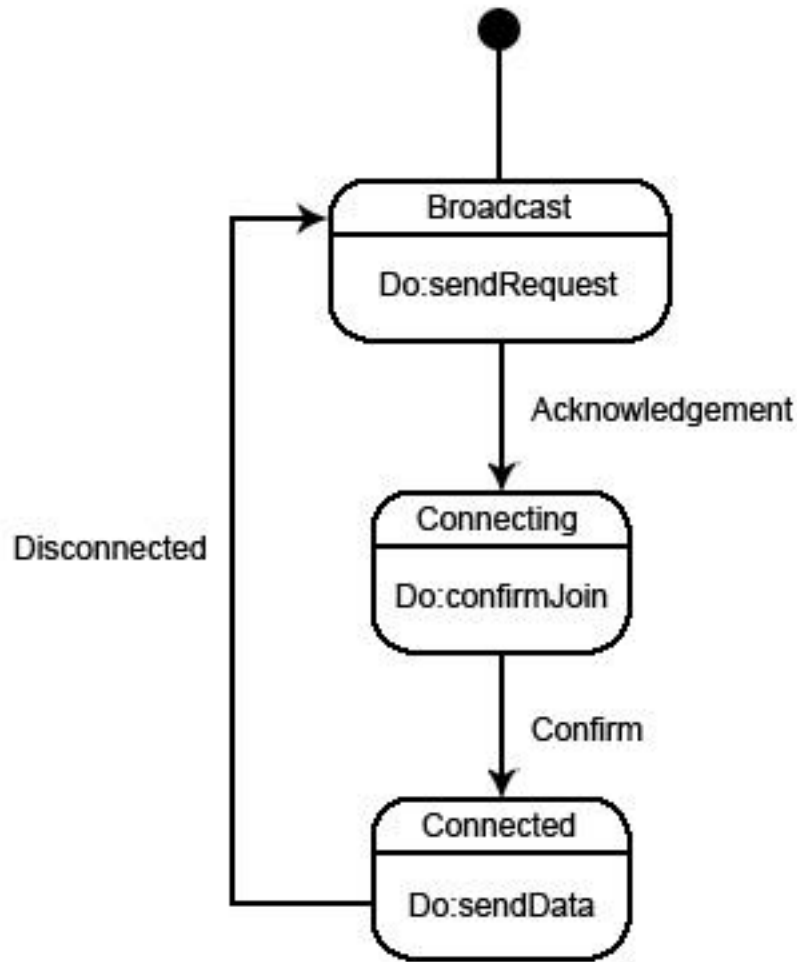 Broadcast
Do:sendRequest
Acknowledgement
Connecting
Do:confirmJoin
Disconnected
Confirm
Connected
Do:sendData